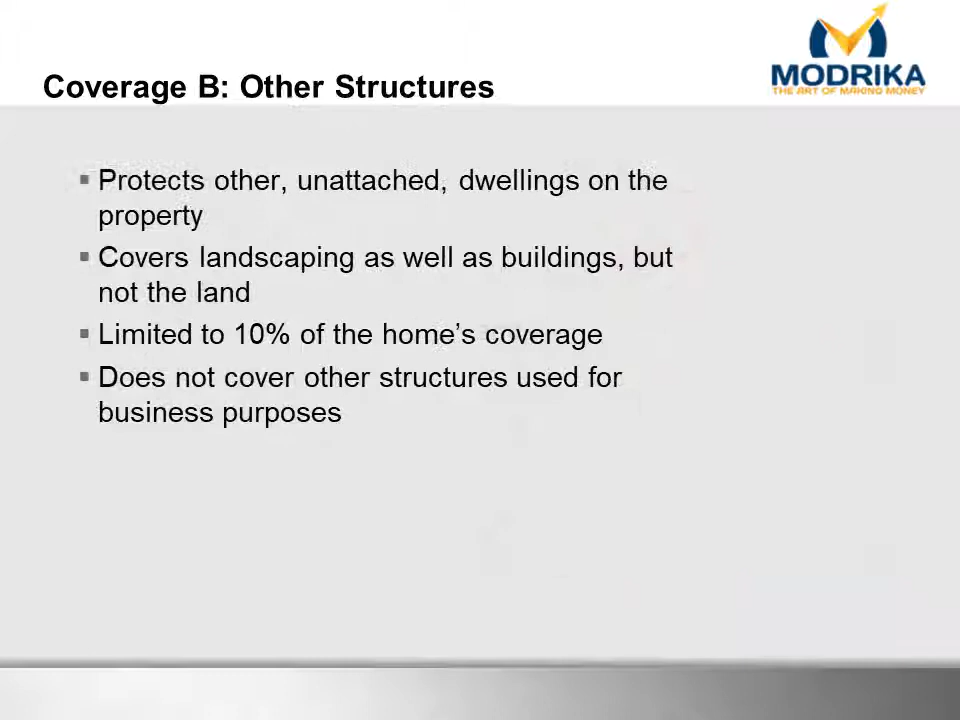 MODRIKA
THE ART OF MAKING MONEY
Coverage B: Other Structures
▪ Protects other, unattached, dwellings on the
property
▪ Covers landscaping as well as buildings, but
not the land
▪ Limited to 10% of the home’s coverage
▪ Does not cover other structures used for
business purposes